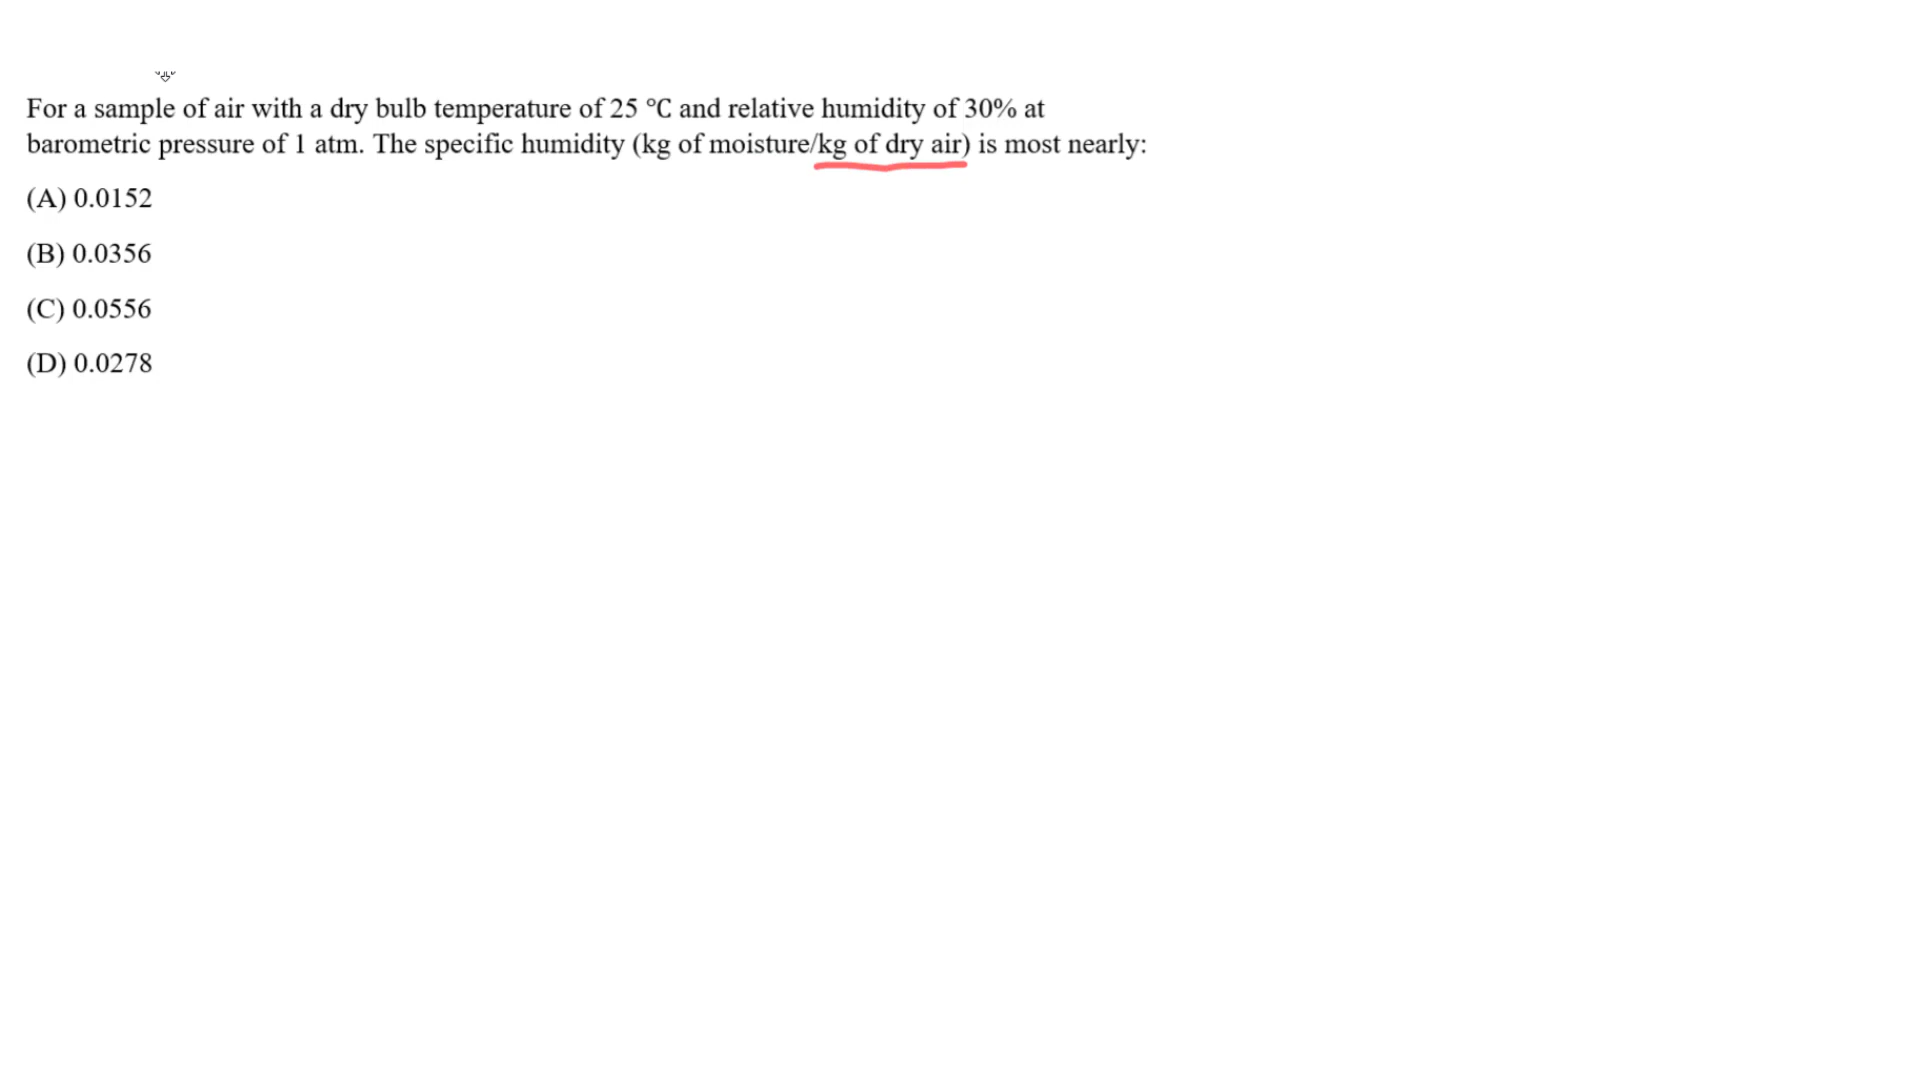 For a sample of air with a dry bulb temperature of 25 °C and relative humidity of 30% at
barometric pressure of 1 atm. The specific humidity (kg of moisture/kg of dry air) is most nearly:
(A) 0.0152
(B) 0.0356
(C) 0.0556
(D) 0.0278